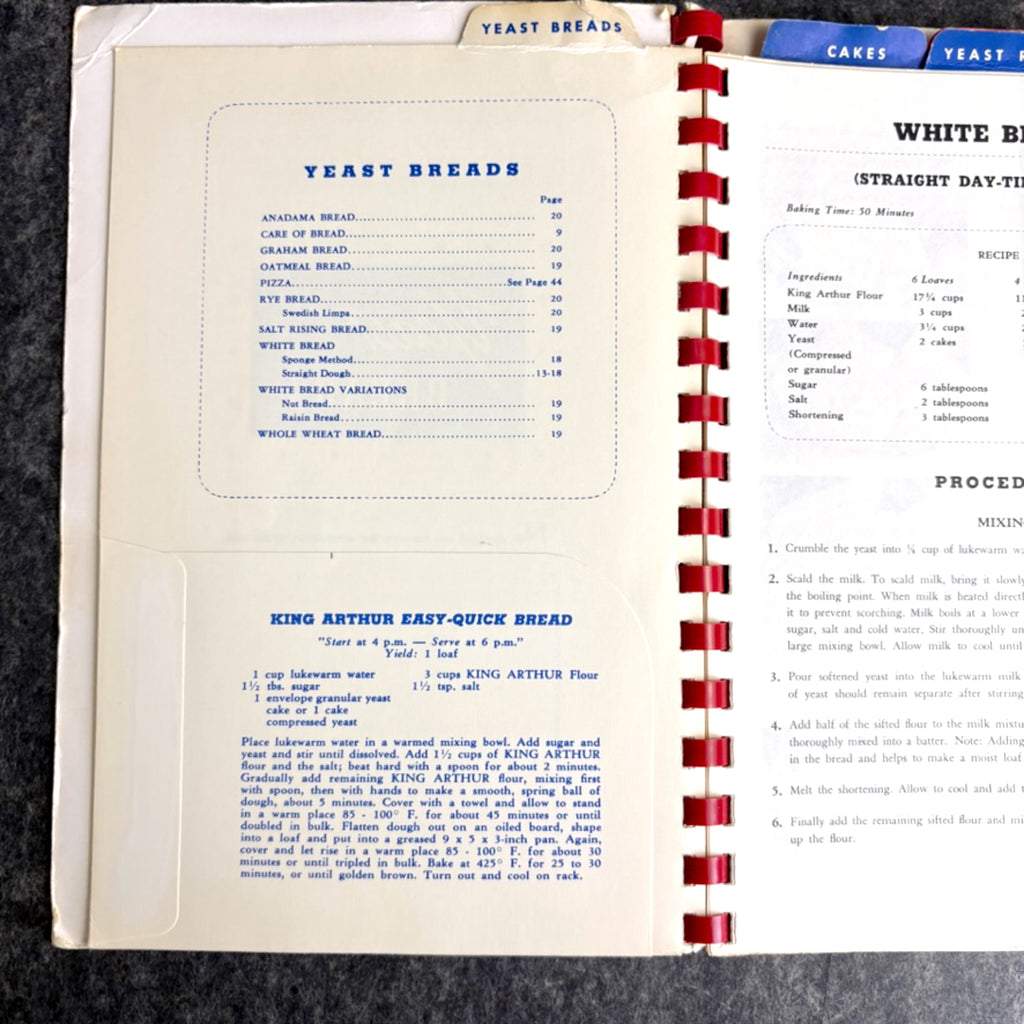 YEAST BREADS
YEAST BREADS
Page
ANADAMA BREAD 20
CARE OF BREAD 9
GRAHAM BREAD 20
OATMEAL BREAD 19
PIZZA See Page 44
RYE BREAD 20
Swedish Limpa 20
SALT RISING BREAD 19
WHITE BREAD
Sponge Method 18
Straight Dough 13-18
WHITE BREAD VARIATIONS
Nut Bread 19
Raisin Bread 19
WHOLE WHEAT BREAD 19
KING ARTHUR EASY-QUICK BREAD
"Start at 4 p.m. — Serve at 6 p.m."
Yield: 1 loaf
1 cup lukewarm water 3 cups KING ARTHUR Flour
1½ tbs. sugar 1½ tsp. salt
1 envelope granular yeast
cake or 1 cake
compressed yeast
Place lukewarm water in a warmed mixing bowl. Add sugar and
yeast and stir until dissolved. Add 1½ cups of KING ARTHUR
flour and the salt; beat hard with a spoon for about 2 minutes.
Gradually add remaining KING ARTHUR flour, mixing first
with spoon, then with hands to make a smooth, spring ball of
dough, about 5 minutes. Cover with a towel and allow to stand
in a warm place 85 - 100° F. for about 45 minutes or until
doubled in bulk. Flatten dough out on an oiled board, shape
into a loaf and put into a greased 9 x 5 x 3-inch pan. Again,
cover and let rise in a warm place 85 - 100° F. for about 30
minutes or until tripled in bulk. Bake at 425° F. for 25 to 30
minutes, or until golden brown. Turn out and cool on rack.
CAKES
YEAST
WHITE
(STRAIGHT
Baking Time: 50 Minutes
RECIPE
Ingredients 6 Loaves 4
King Arthur Flour 17¼ cups
Milk 3 cups
Water 3¼ cups
Yeast 2 cakes
(Compressed
or granular)
Sugar 6 tablespoons
Salt 2 tablespoons
Shortening 3 tablespoons
PROCED
MIXIN
1. Crumble the yeast into ¼ cup of lukewarm
2. Scald the milk. To scald milk, bring it slowly
the boiling point. When milk is heated directl
it to prevent scorching. Milk boils at a lower
sugar, salt and cold water. Stir thoroughly
large mixing bowl. Allow milk to cool until
3. Pour softened yeast into the lukewarm milk
of yeast should remain separate after stirring
4. Add half of the sifted flour to the milk
thoroughly mixed into a batter. Note: Adding
in the bread and helps to make a moist loaf
5. Melt the shortening. Allow to cool and add
6. Finally add the remaining sifted flour and
up the flour.